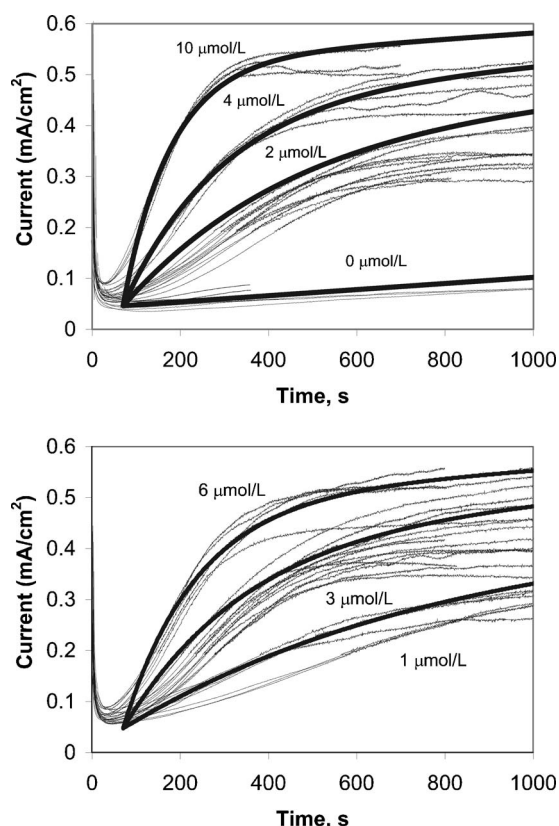 0.6
10 μmol/L
0.5
4 μmol/L
0.4
2 μmol/L
0.3
0.2
0 μmol/L
0.1
0
0 200 400 600 800 1000
Current (mA/cm²)
Time, s
0.6
6 μmol/L
0.5
0.4
0.3
3 μmol/L
0.2
1 μmol/L
0.1
0
0 200 400 600 800 1000
Current (mA/cm²)
Time, s